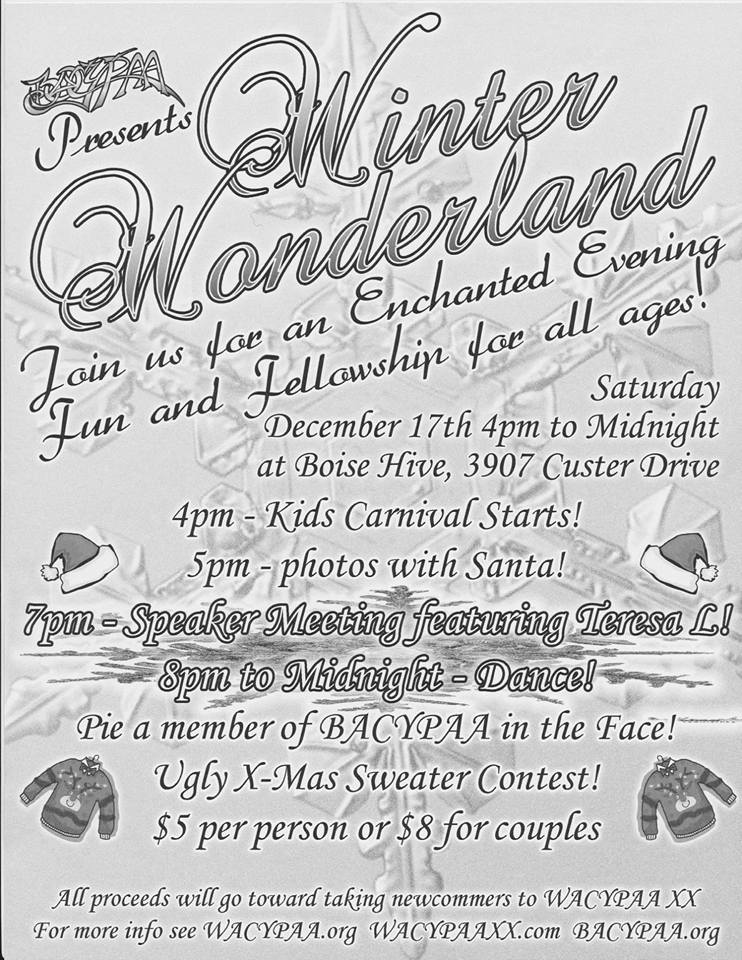 BACYPAA
Presents
Winter
Wonderland
Join us for an Enchanted Evening
Fun and Fellowship for all ages!
Saturday
December 17th 4pm to Midnight
at Boise Hive, 3907 Custer Drive
4pm - Kids Carnival Starts!
5pm - photos with Santa!
7pm - Speaker Meeting featuring Teresa L!
8pm to Midnight - Dance!
Pie a member of BACYPAA in the Face!
Ugly X-Mas Sweater Contest!
$5 per person or $8 for couples
All proceeds will go toward taking newcommers to WACYPAA XX
For more info see WACYPAA.org WACYPAAXX.com BACYPAA.org